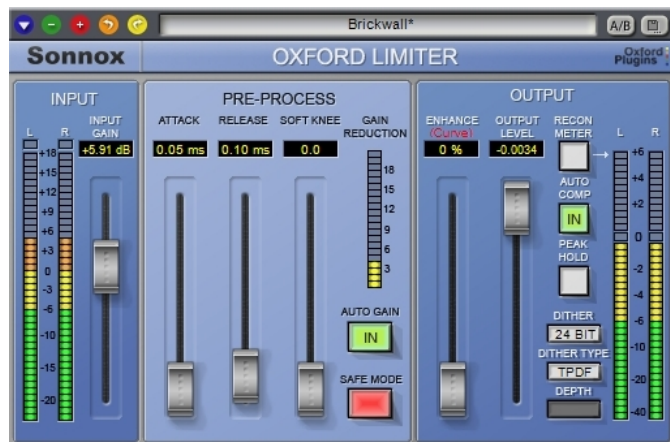 Brickwall*
A/B
Sonnox
OXFORD LIMITER
Oxford
Plugins
INPUT
L R
INPUT
GAIN
+5.91 dB
+18
+15
+12
+9
+6
+3
0
-3
-6
-10
-15
-20
PRE-PROCESS
ATTACK RELEASE SOFT KNEE GAIN
REDUCTION
0.05 ms 0.10 ms 0.0
18
15
12
9
6
3
AUTO GAIN
IN
SAFE MODE
OUTPUT
ENHANCE
(Curve)
0 %
OUTPUT
LEVEL
-0.0034
RECON
METER
AUTO
COMP
IN
PEAK
HOLD
DITHER
24 BIT
DITHER TYPE
TPDF
DEPTH
L R
+6
+4
+2
0
-2
-4
-6
-10
-20
-40